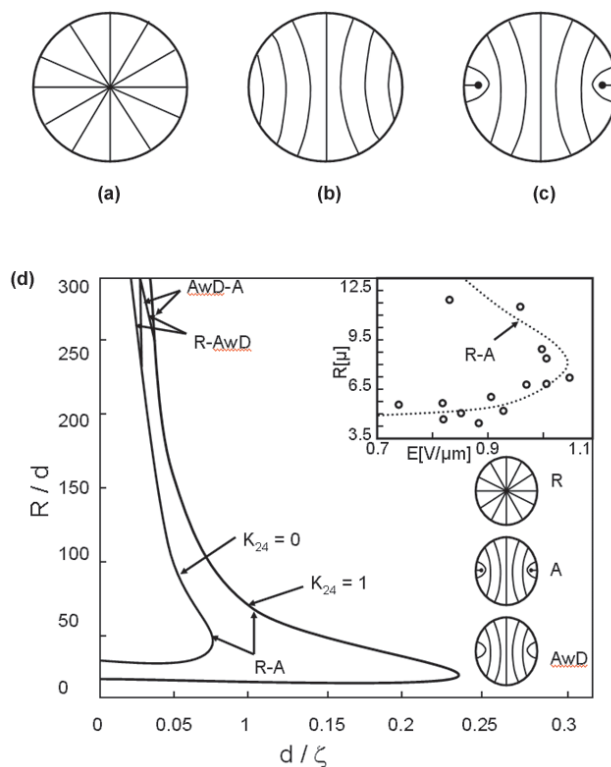 (a)
(b)
(c)
(d)
300
250
200
150
100
50
0
R / d
AwD-A
R-AwD
K24 = 0
K24 = 1
R-A
0
0.05
0.1
0.15
0.2
0.25
0.3
d / ζ
12.5
9.5
6.5
3.5
R[μ]
R-A
0.7
0.9
1.1
E[V/μm]
R
A
AwD